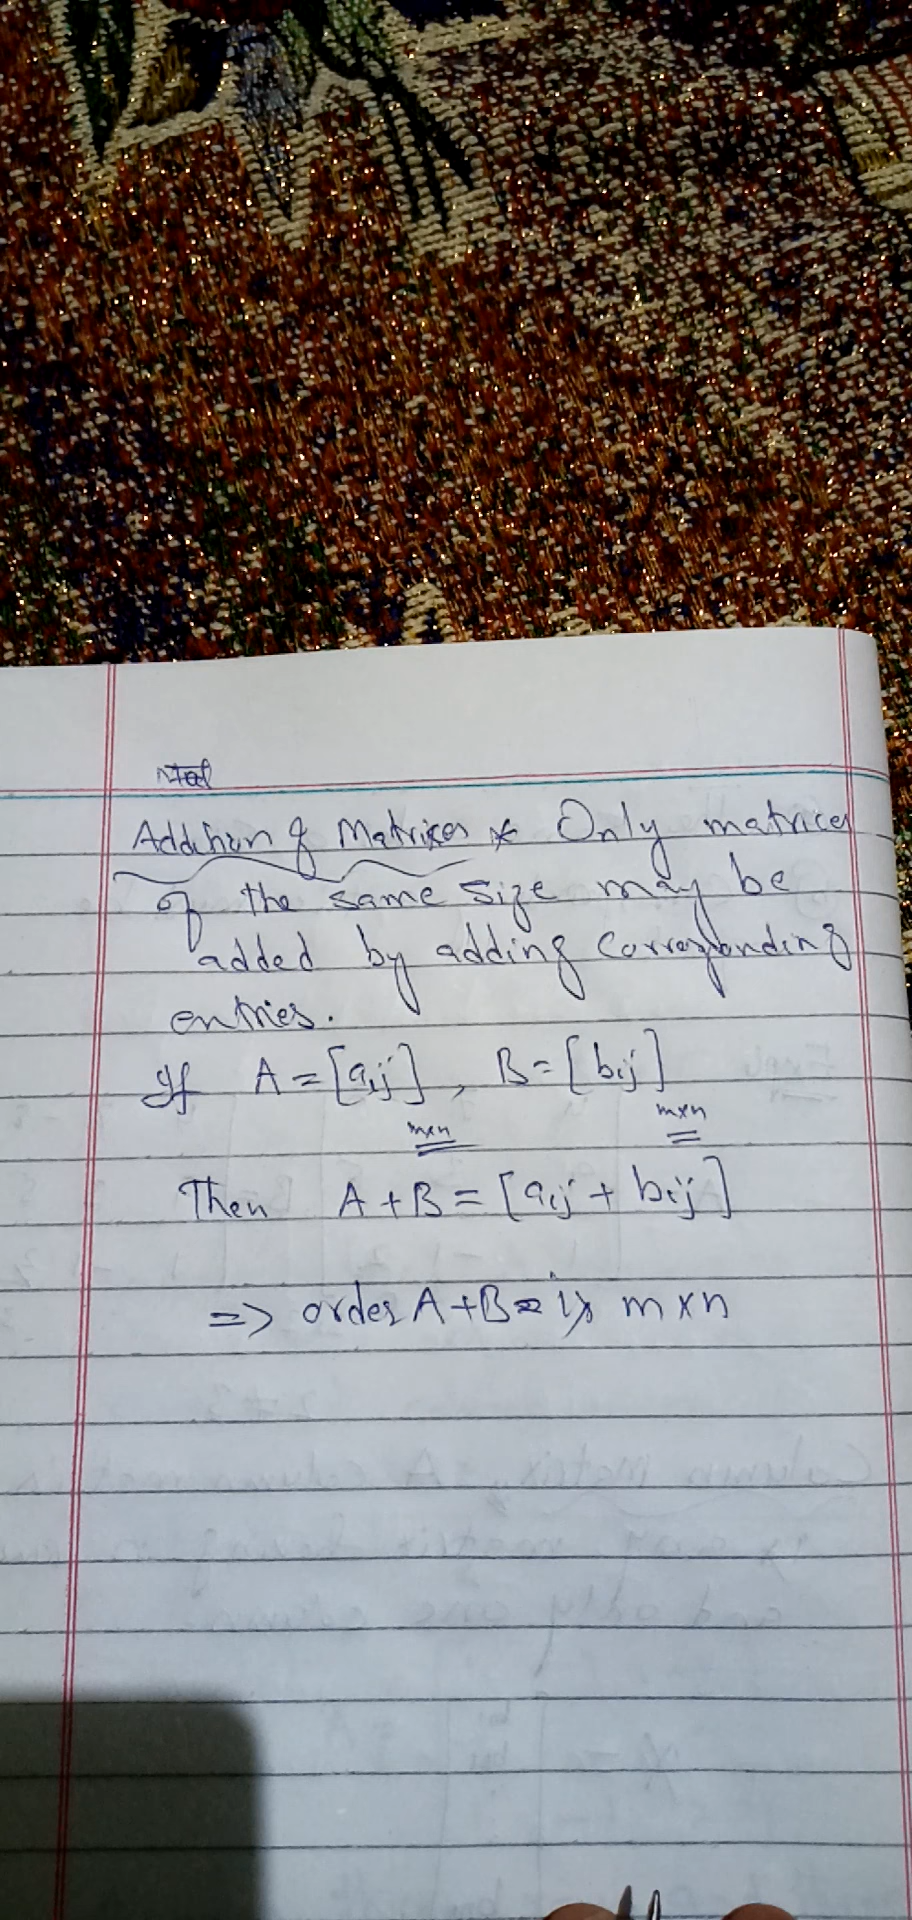 Addition of Matrices * Only matrices
of the same size may be
added by adding corresponding
entries.
If A = [aij] , B = [bij]
m×n m×n
Then A + B = [aij + bij]
=> order A + B is m × n